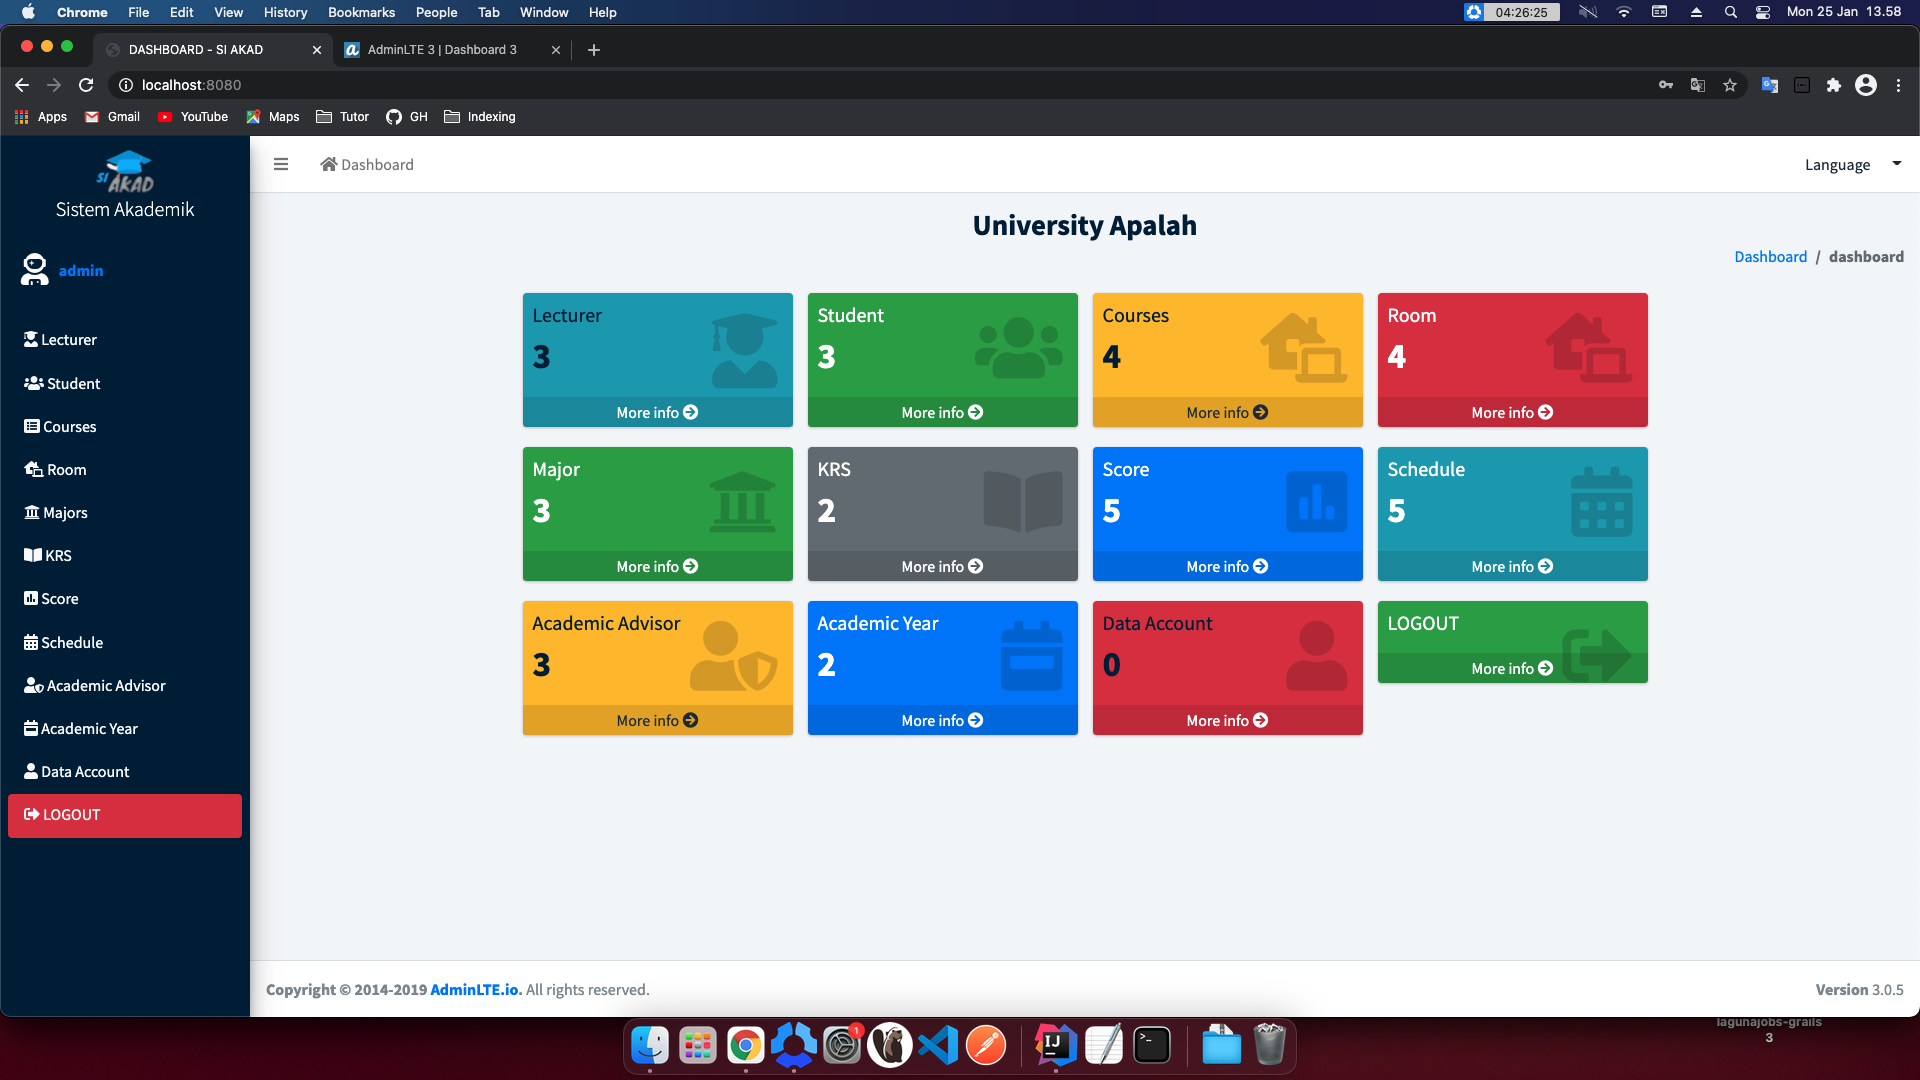 Chrome File Edit View History Bookmarks People Tab Window Help 04:26:25 Mon 25 Jan 13.58
DASHBOARD - SI AKAD AdminLTE 3 | Dashboard 3
localhost:8080
Apps Gmail YouTube Maps Tutor GH Indexing
SI AKAD
Sistem Akademik
admin
Lecturer
Student
Courses
Room
Majors
KRS
Score
Schedule
Academic Advisor
Academic Year
Data Account
LOGOUT
Dashboard Language
University Apalah
Dashboard / dashboard
Lecturer
3
More info
Student
3
More info
Courses
4
More info
Room
4
More info
Major
3
More info
KRS
2
More info
Score
5
More info
Schedule
5
More info
Academic Advisor
3
More info
Academic Year
2
More info
Data Account
0
More info
LOGOUT
More info
Copyright © 2014-2019 AdminLTE.io. All rights reserved. Version 3.0.5
lagunajobs-grails
3
1
IJ
>_